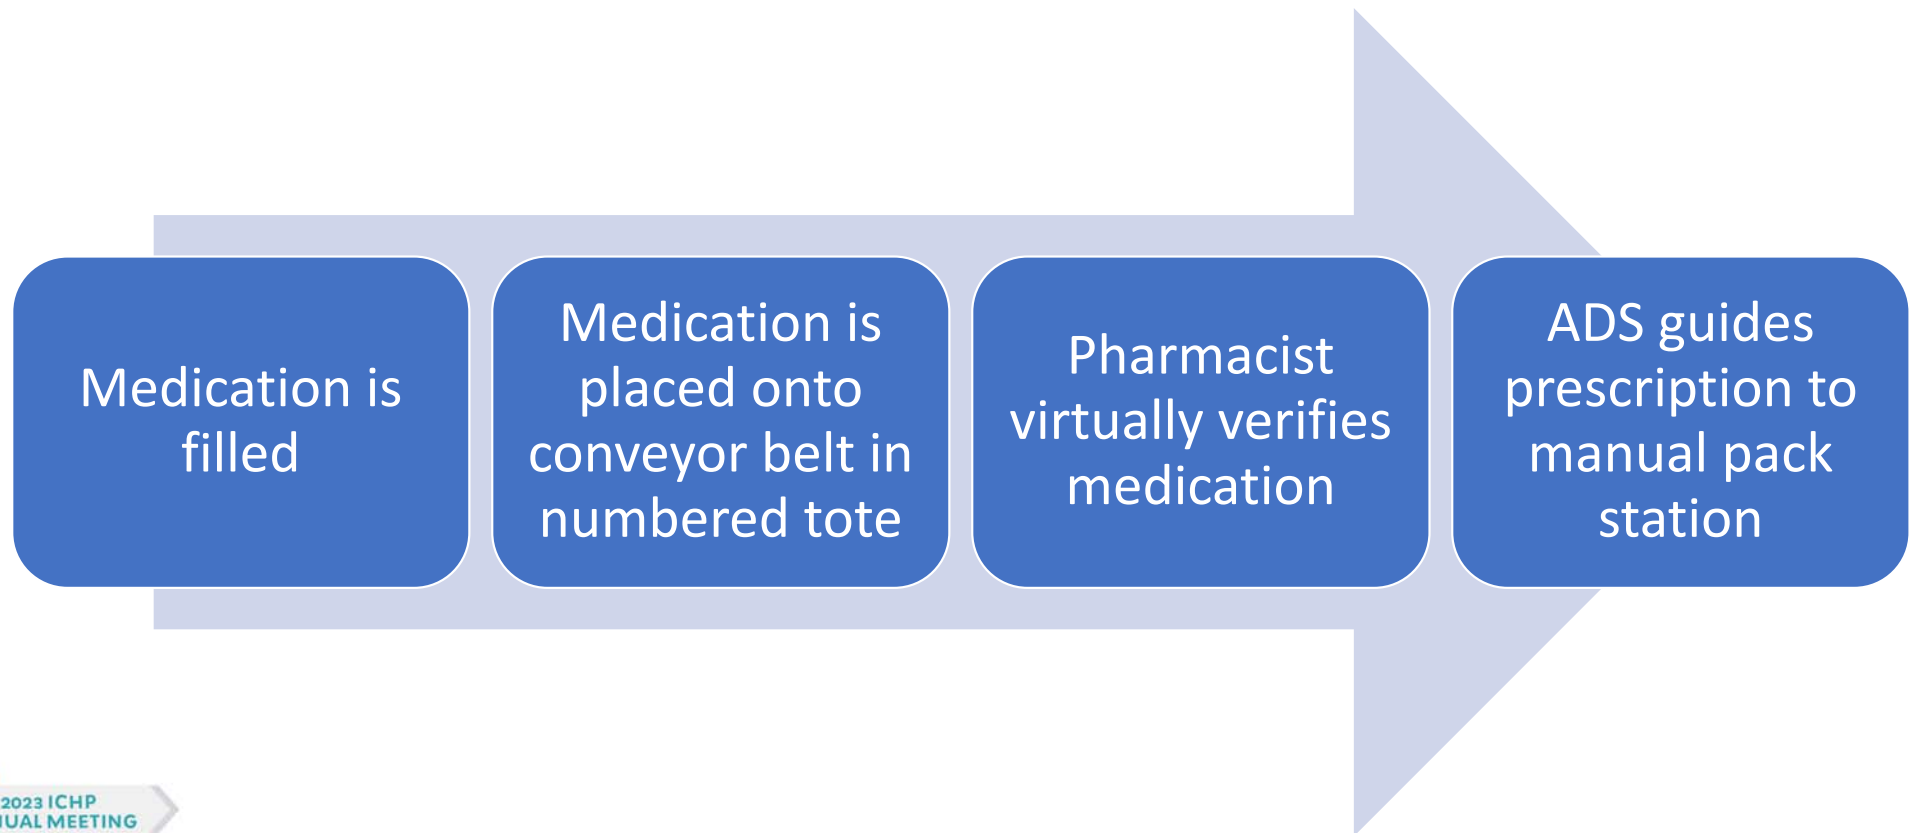 Medication is
filled
Medication is
placed onto
conveyor belt in
numbered tote
Pharmacist
virtually verifies
medication
ADS guides
prescription to
manual pack
station
2023 ICHP
MEETING